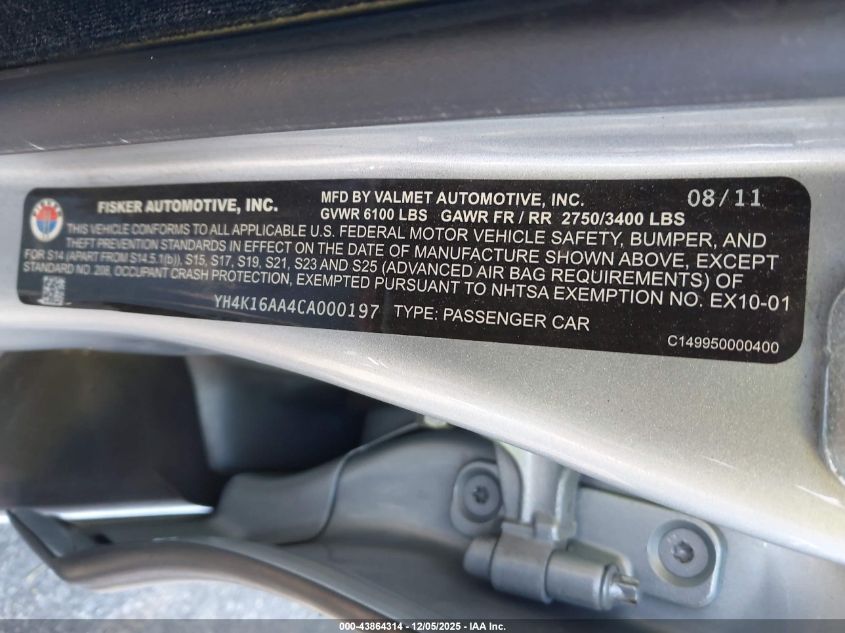 FISKER AUTOMOTIVE, INC. MFD BY VALMET AUTOMOTIVE, INC. 08/11
GVWR 6100 LBS GAWR FR / RR 2750/3400 LBS
THIS VEHICLE CONFORMS TO ALL APPLICABLE U.S. FEDERAL MOTOR VEHICLE SAFETY, BUMPER, AND
THEFT PREVENTION STANDARDS IN EFFECT ON THE DATE OF MANUFACTURE SHOWN ABOVE, EXCEPT
FOR S14 (APART FROM S14.5.1(b)), S15, S17, S19, S21, S23 AND S25 (ADVANCED AIR BAG REQUIREMENTS) OF
STANDARD NO. 208, OCCUPANT CRASH PROTECTION, EXEMPTED PURSUANT TO NHTSA EXEMPTION NO. EX10-01
YH4K16AA4CA000197 TYPE: PASSENGER CAR
C149950000400
000-43864314 - 12/05/2025 - IAA Inc.